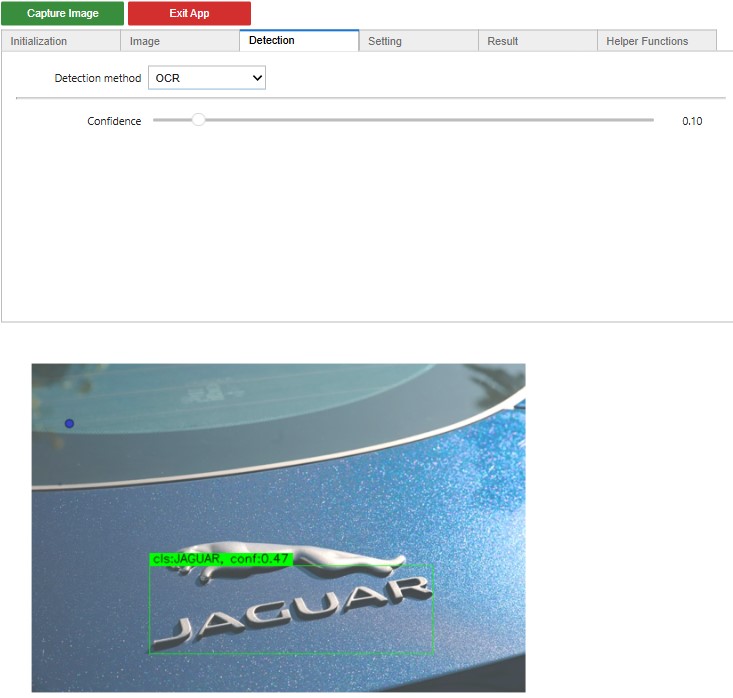 Capture Image Exit App
Initialization Image Detection Setting Result Helper Functions
Detection method OCR
Confidence 0.10
cls:JAGUAR, conf:0.47
JAGUAR